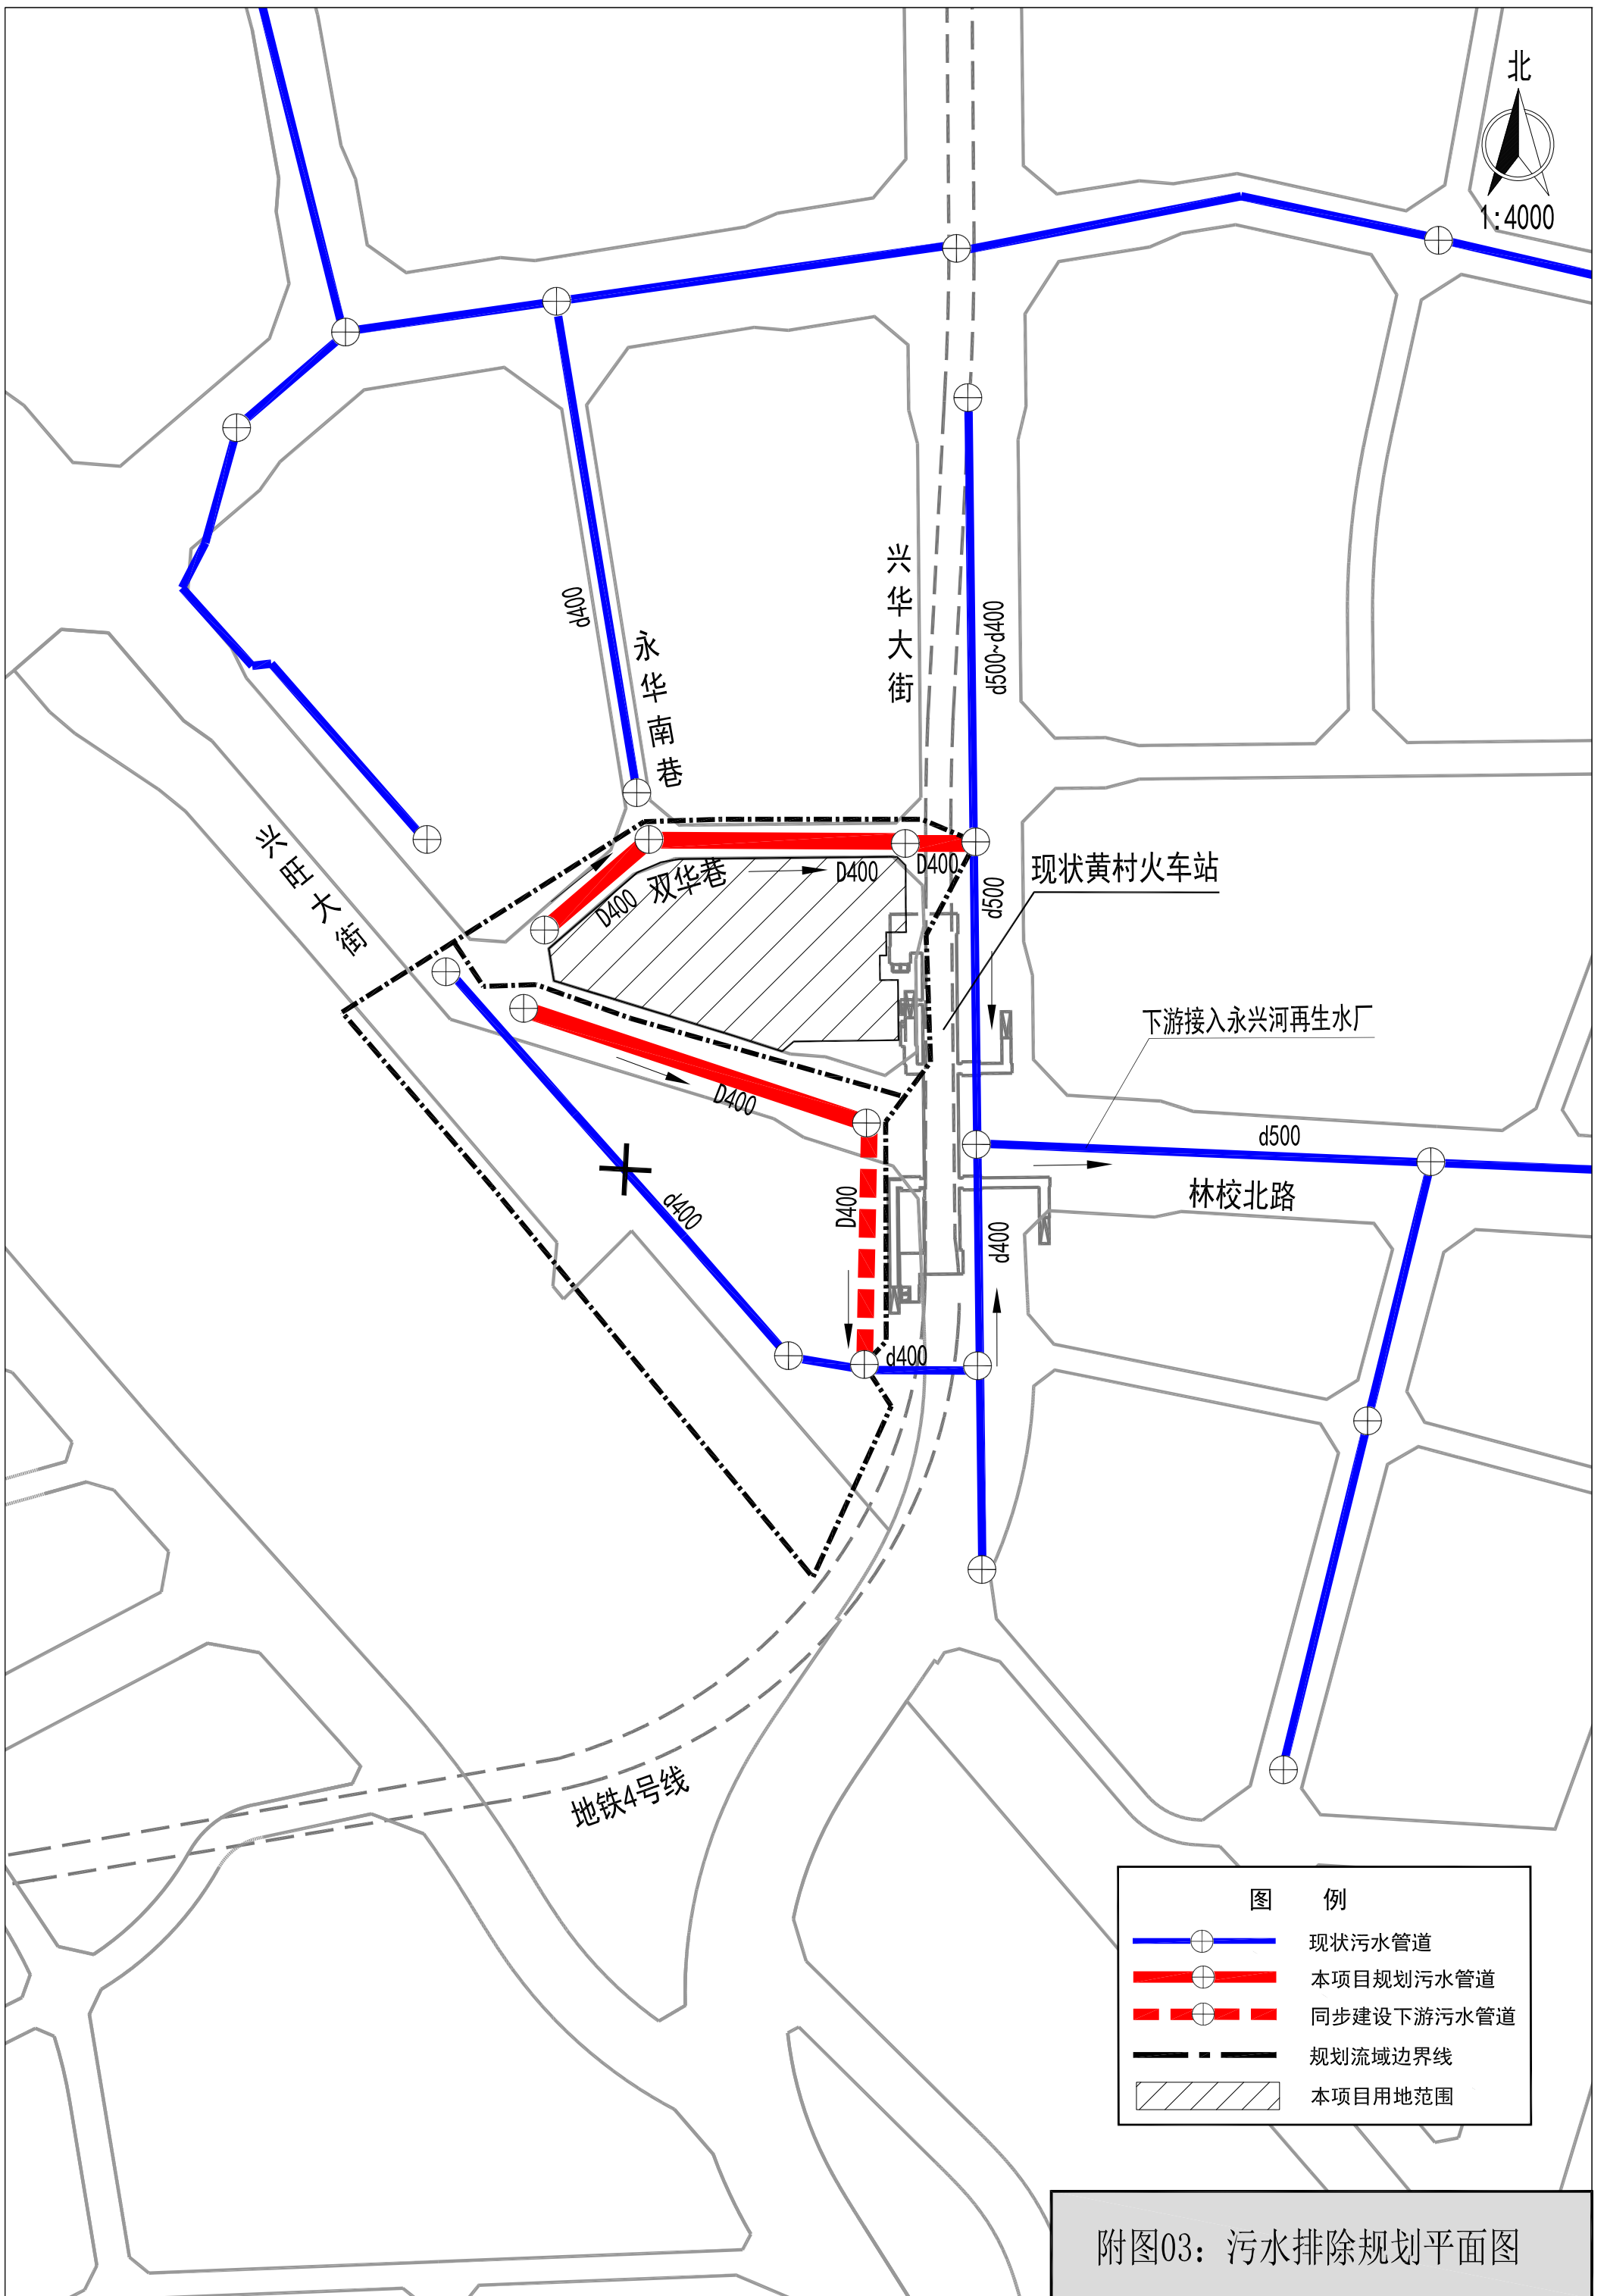 北
1:4000
兴华大街
d400
d500~d400
永华南巷
兴旺大街
双华巷
D400
D400
D400
现状黄村火车站
d500
下游接入永兴河再生水厂
D400
d500
林校北路
d400
D400
d400
d400
地铁4号线
图 例
现状污水管道
本项目规划污水管道
同步建设下游污水管道
规划流域边界线
本项目用地范围
附图03：污水排除规划平面图